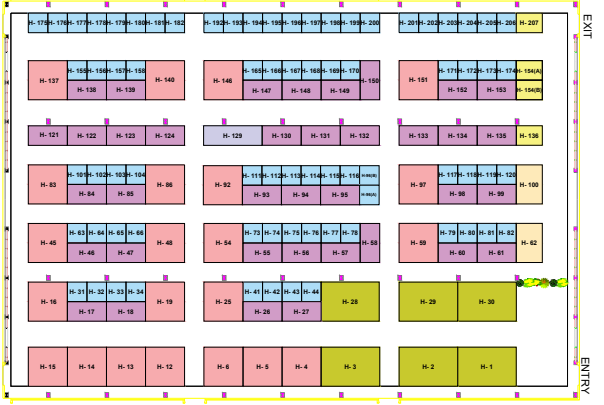 H- 175 H-176 H-177 H- 178 H- 179 H- 180 H- 181 H- 182 H- 192 H-193 H-194 H- 195 H- 196 H- 197 H- 198 H- 199 H- 200 H- 201 H- 202 H- 203 H- 204 H- 205 H- 206 H- 207
EXIT
H- 137 H-155 H-156 H-157 H- 158 H- 140 H- 146 H-165 H-166 H-167 H- 168 H- 169 H- 170 H-150 H- 151 H-171 H- 172 H- 173 H- 174 H- 154(A)
H- 138 H- 139 H- 147 H- 148 H- 149 H- 152 H- 153 H-154(B)
H- 121 H- 122 H- 123 H- 124 H- 129 H- 130 H- 131 H- 132 H- 133 H- 134 H- 135 H- 136
H- 83 H- 101 H-102 H-103 H- 104 H- 86 H- 92 H-111 H-112 H-113 H- 114 H- 115 H- 116 H-96(B) H- 97 H-117 H-118 H- 119 H- 120 H- 100
H- 84 H- 85 H- 93 H- 94 H- 95 H-96(A) H- 98 H- 99
H- 45 H- 63 H- 64 H- 65 H- 66 H- 48 H- 54 H- 73 H- 74 H- 75 H- 76 H- 77 H- 78 H- 58 H- 59 H- 79 H- 80 H- 81 H- 82 H- 62
H- 46 H- 47 H- 55 H- 56 H- 57 H- 60 H- 61
H- 16 H- 31 H- 32 H- 33 H- 34 H- 19 H- 25 H- 41 H- 42 H- 43 H- 44 H- 28 H- 29 H- 30
H- 17 H- 18 H- 26 H- 27
H- 15 H- 14 H- 13 H- 12 H- 6 H- 5 H- 4 H- 3 H- 2 H- 1
ENTRY